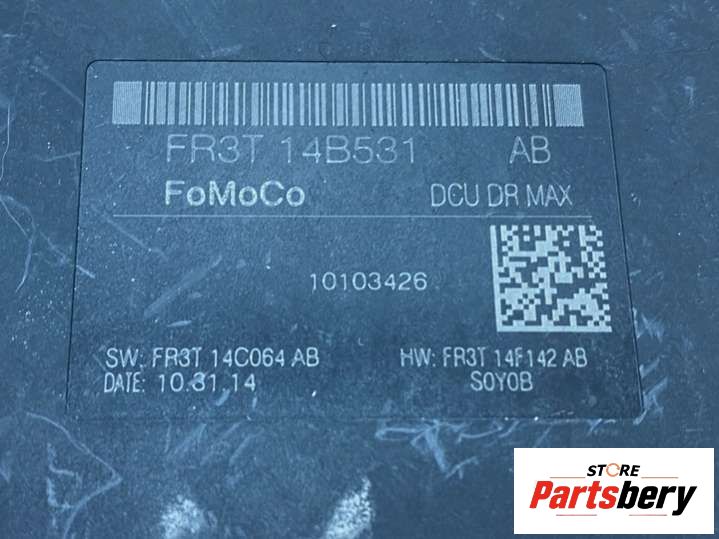 FR3T 14B531 AB
FoMoCo DCU DR MAX
10103426
SW: FR3T 14C064 AB HW: FR3T 14F142 AB
DATE: 10.31.14 S0Y0B
STORE
Partsbery